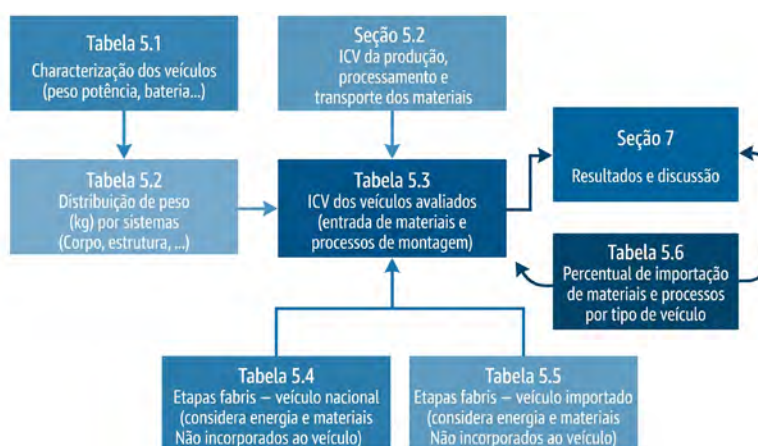 Tabela 5.1
Characterização dos veículos
(peso potência, bateria...)
Seção 5.2
ICV da produção,
processamento e
transporte dos materiais
Seção 7
Resultados e discussão
Tabela 5.2
Distribuição de peso
(kg) por sistemas
(Corpo, estrutura, ...)
Tabela 5.3
ICV dos veículos avaliados
(entrada de materiais e
processos de montagem)
Tabela 5.6
Percentual de importação
de materiais e processos
por tipo de veículo
Tabela 5.4
Etapas fabris – veículo nacional
(considera energia e materiais
Não incorporados ao veículo)
Tabela 5.5
Etapas fabris – veículo importado
(considera energia e materiais
Não incorporados ao veículo)